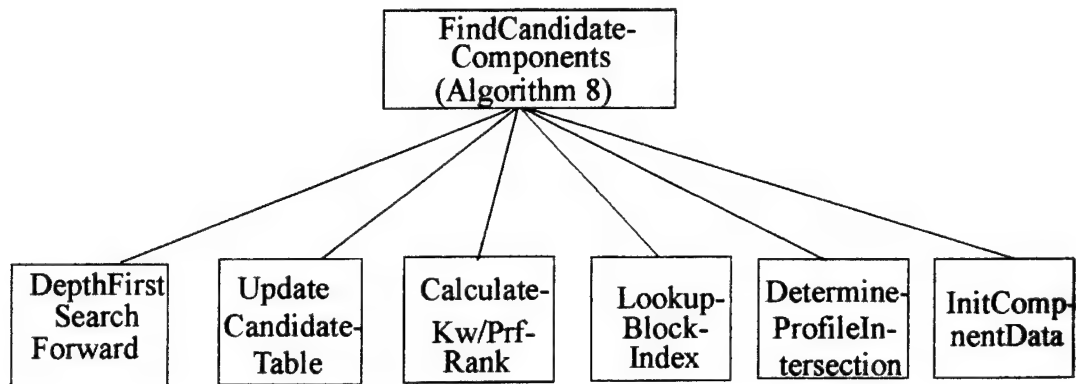 FindCandidate-
Components
(Algorithm 8)
DepthFirst
Search
Forward
Update
Candidate-
Table
Calculate-
Kw/Prf-
Rank
Lookup-
Block-
Index
Determine-
ProfileIn-
tersection
InitComp-
nentData